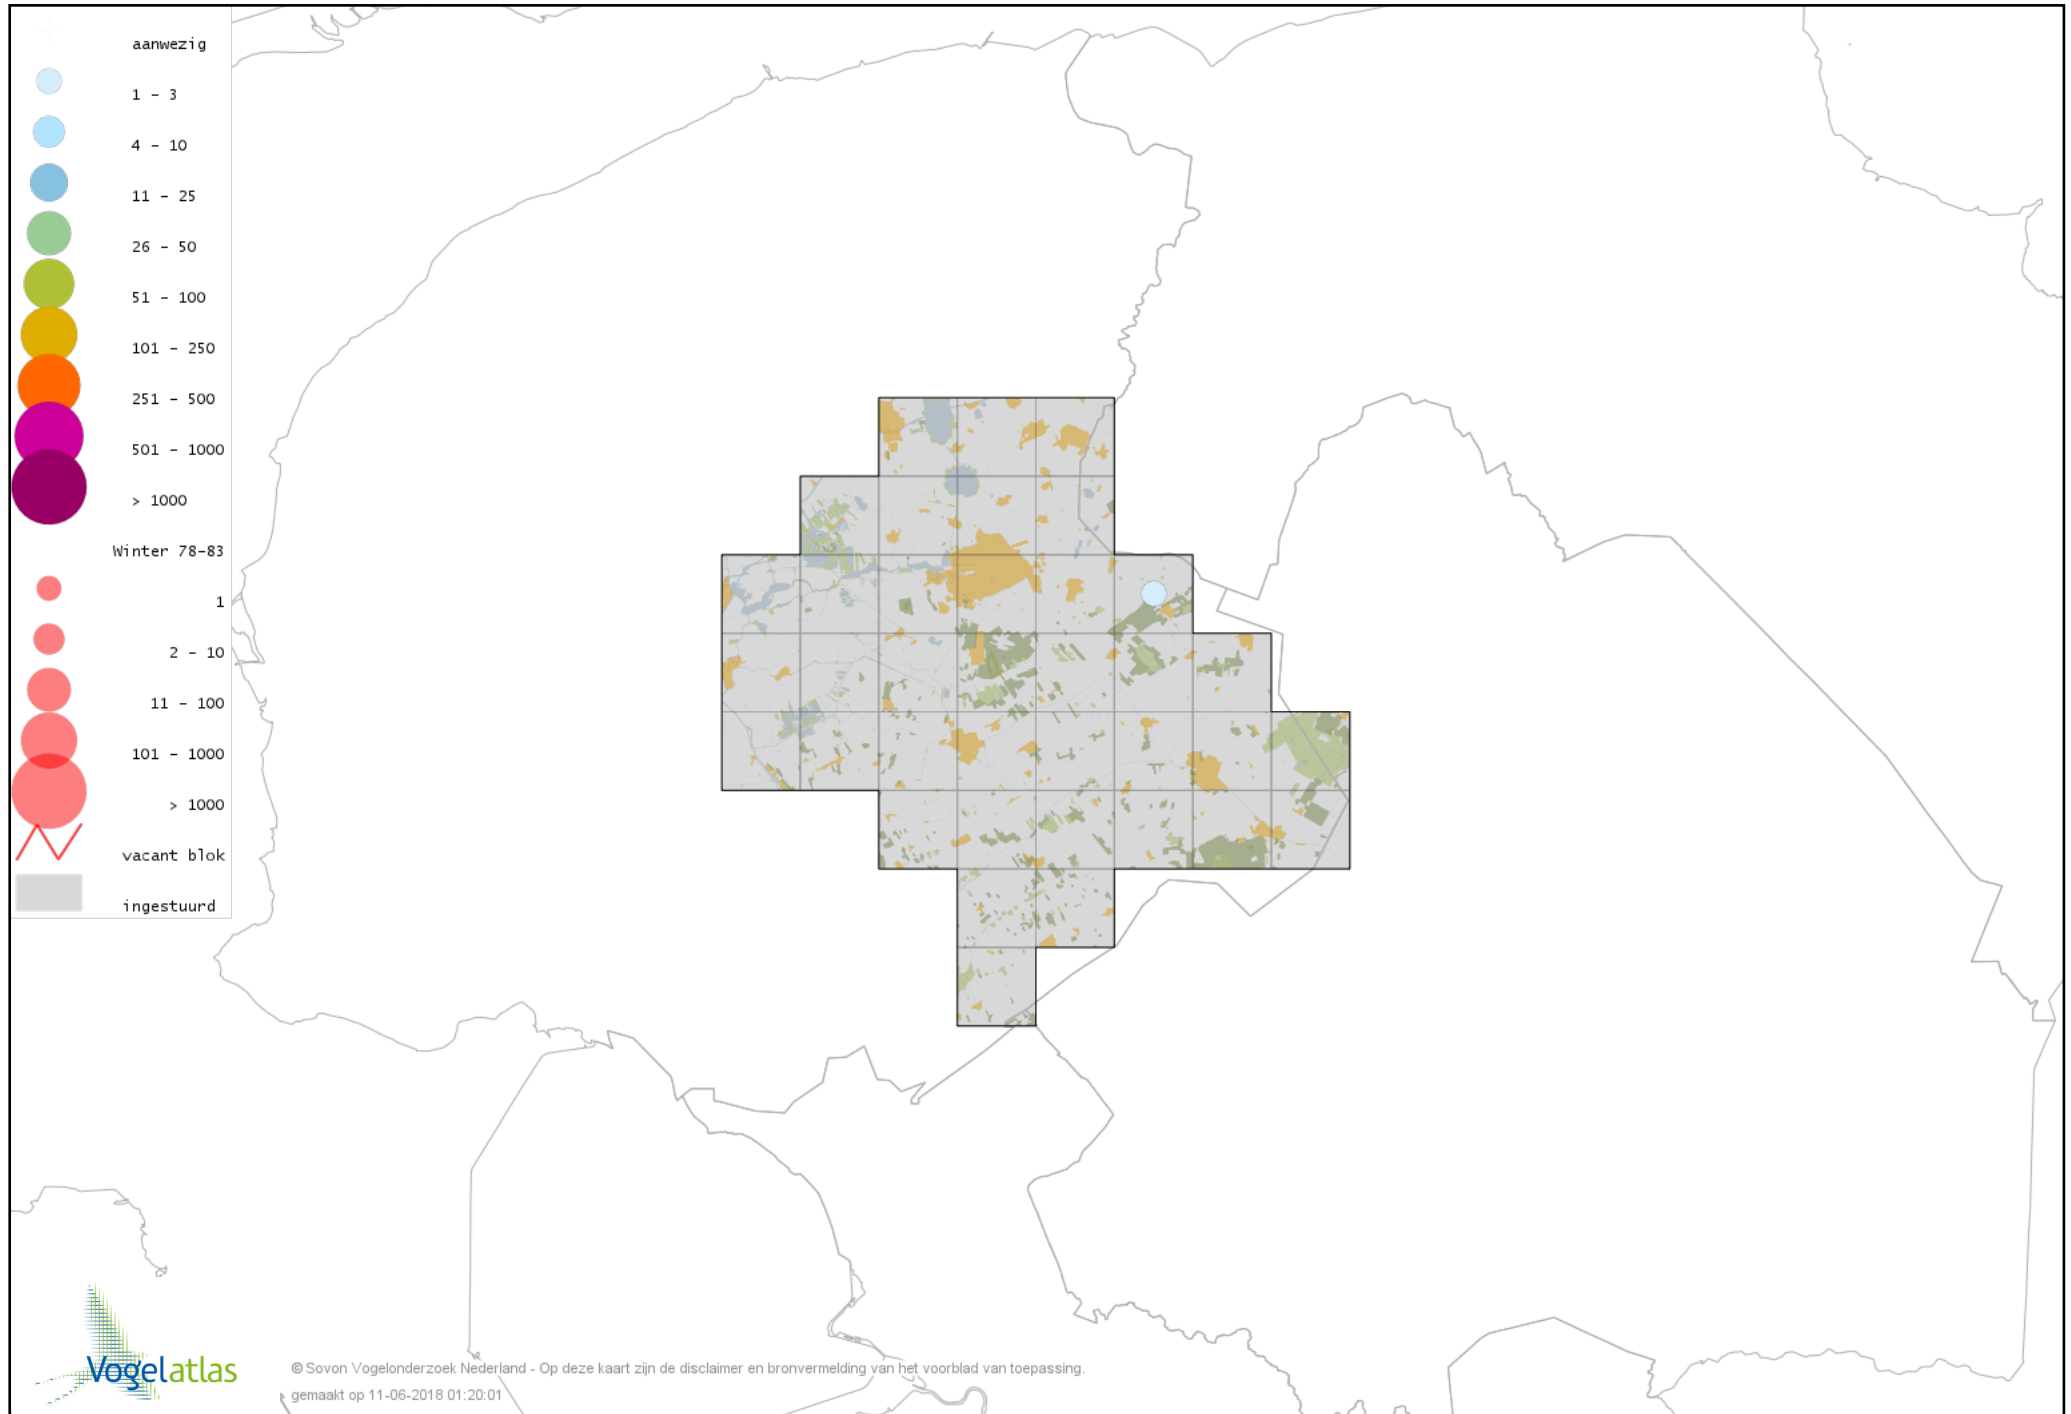 aanwezig
1 - 3
4 - 10
11 - 25
26 - 50
51 - 100
101 - 250
251 - 500
501 - 1000
> 1000
Winter 78-83
1
2 - 10
11 - 100
101 - 1000
> 1000
vacant blok
ingestuurd
Vogelatlas
© Sovon Vogelonderzoek Nederland - Op deze kaart zijn de disclaimer en bronvermelding van het voorblad van toepassing.
gemaakt op 11-06-2018 01:20:01